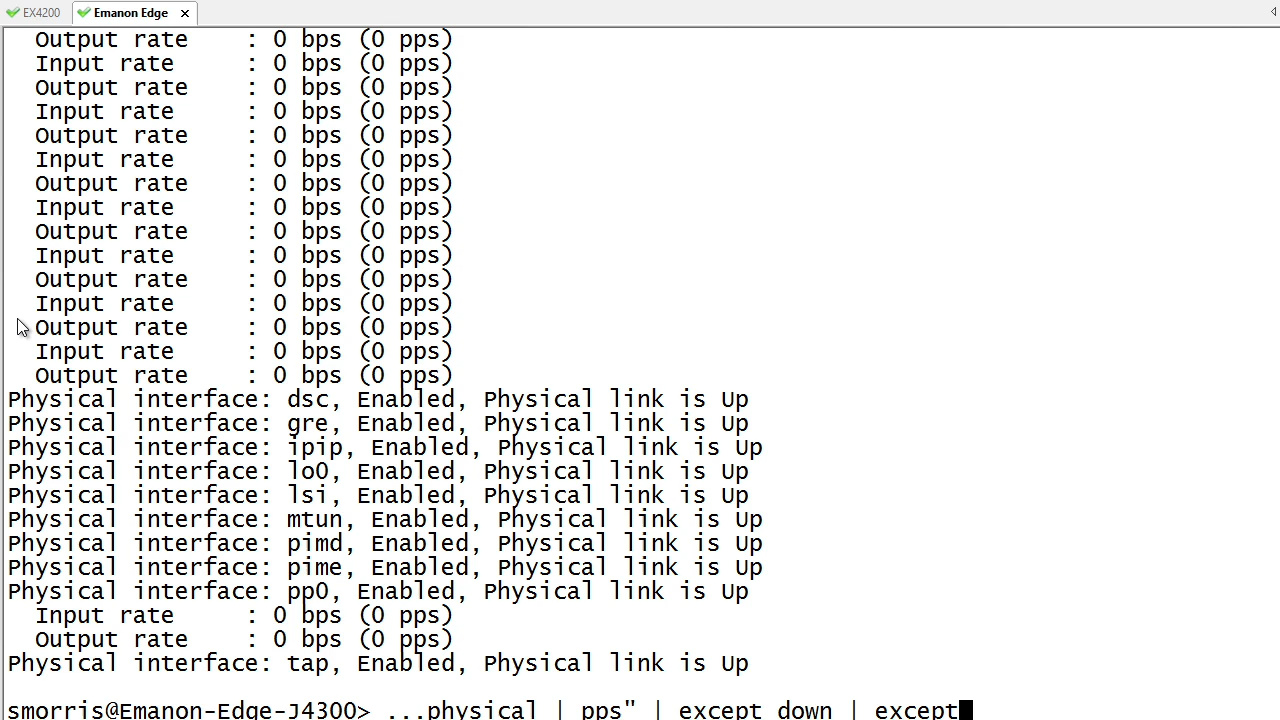 EX4200 Emanon Edge
Output rate : 0 bps (0 pps)
Input rate : 0 bps (0 pps)
Output rate : 0 bps (0 pps)
Input rate : 0 bps (0 pps)
Output rate : 0 bps (0 pps)
Input rate : 0 bps (0 pps)
Output rate : 0 bps (0 pps)
Input rate : 0 bps (0 pps)
Output rate : 0 bps (0 pps)
Input rate : 0 bps (0 pps)
Output rate : 0 bps (0 pps)
Input rate : 0 bps (0 pps)
Output rate : 0 bps (0 pps)
Input rate : 0 bps (0 pps)
Output rate : 0 bps (0 pps)
Physical interface: dsc, Enabled, Physical link is Up
Physical interface: gre, Enabled, Physical link is Up
Physical interface: ipip, Enabled, Physical link is Up
Physical interface: lo0, Enabled, Physical link is Up
Physical interface: lsi, Enabled, Physical link is Up
Physical interface: mtun, Enabled, Physical link is Up
Physical interface: pimd, Enabled, Physical link is Up
Physical interface: pime, Enabled, Physical link is Up
Physical interface: pp0, Enabled, Physical link is Up
Input rate : 0 bps (0 pps)
Output rate : 0 bps (0 pps)
Physical interface: tap, Enabled, Physical link is Up
smorris@Emanon-Edge-J4300> ...physical | pps" | except down | except